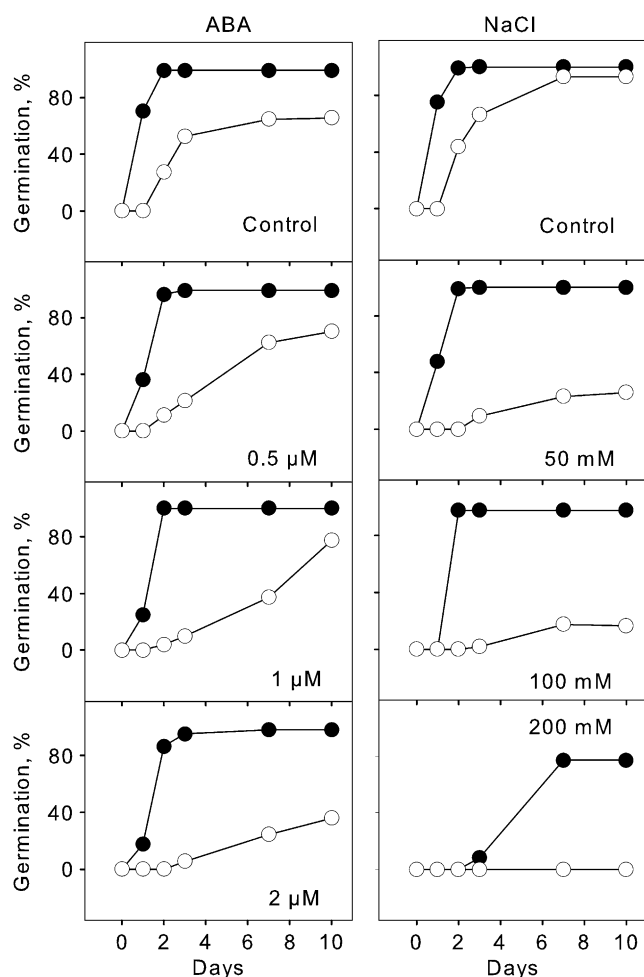 ABA
NaCl
Germination, %
80
40
0
Control
Control
Germination, %
80
40
0
0.5 µM
50 mM
Germination, %
80
40
0
1 µM
100 mM
Germination, %
80
40
0
2 µM
200 mM
0 2 4 6 8 10
0 2 4 6 8 10
Days
Days